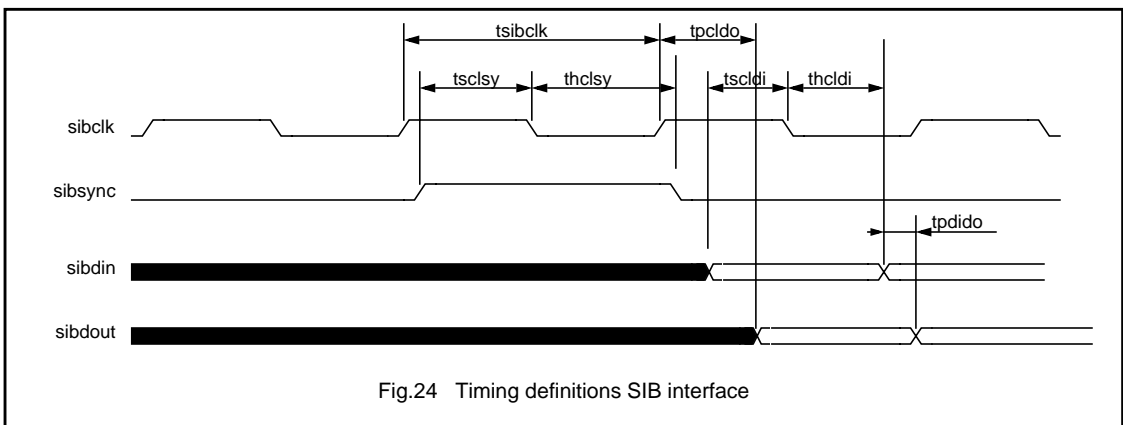 tsibclk
tpcldo
tsclsy
thclsy
tscldi
thcldi
sibclk
sibsync
tpdido
sibdin
sibdout
Fig.24 Timing definitions SIB interface